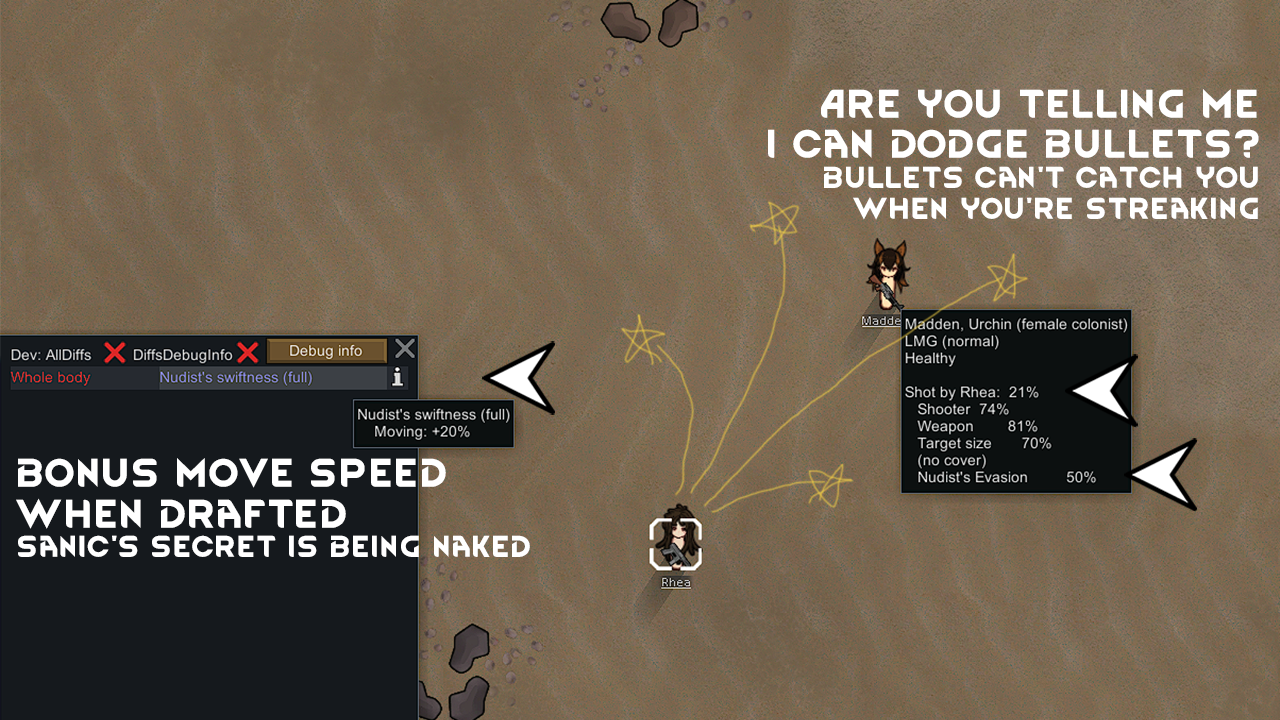 ARE YOU TELLING ME
I CAN DODGE BULLETS?
BULLETS CAN'T CATCH YOU
WHEN YOU'RE STREAKING
Madde
Madden, Urchin (female colonist)
LMG (normal)
Healthy
Shot by Rhea: 21%
Shooter 74%
Weapon 81%
Target size 70%
(no cover)
Nudist's Evasion 50%
Dev: AllDiffs DiffsDebugInfo Debug info
Whole body Nudist's swiftness (full)
Nudist's swiftness (full)
Moving: +20%
BONUS MOVE SPEED
WHEN DRAFTED
SANIC'S SECRET IS BEING NAKED
Rhea